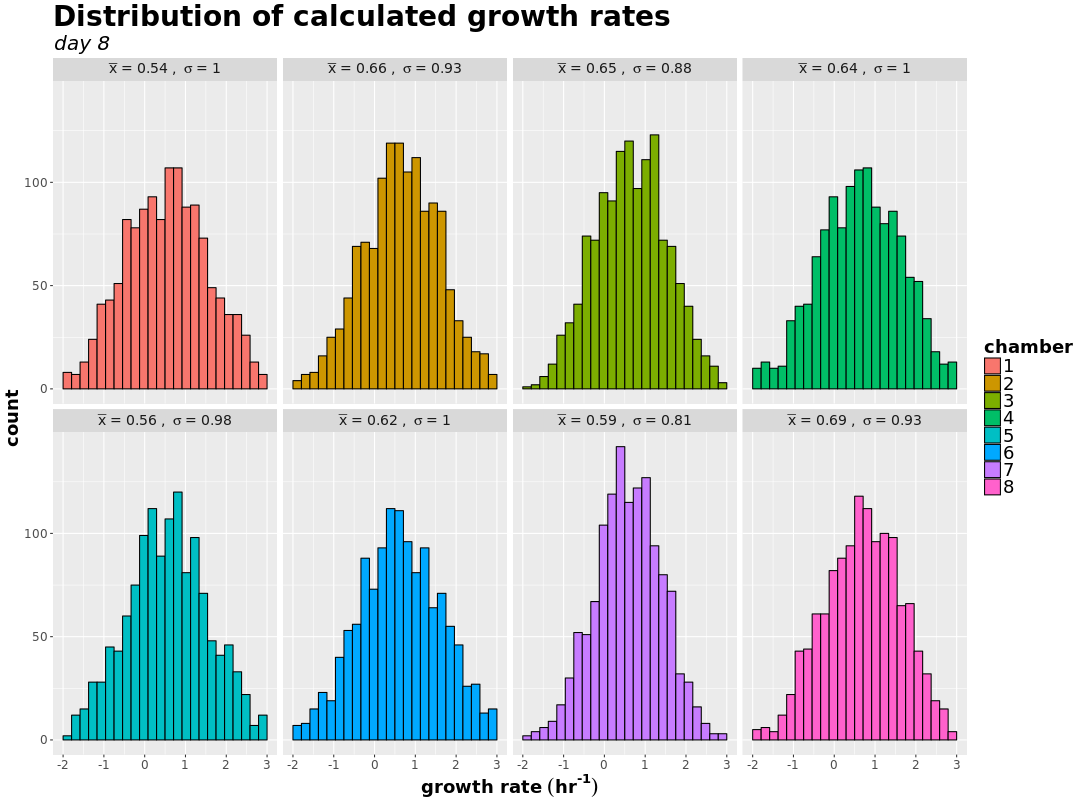 Distribution of calculated growth rates
day 8
x̅ = 0.54 , σ = 1
x̅ = 0.66 , σ = 0.93
x̅ = 0.65 , σ = 0.88
x̅ = 0.64 , σ = 1
100
50
0
count
x̅ = 0.56 , σ = 0.98
x̅ = 0.62 , σ = 1
x̅ = 0.59 , σ = 0.81
x̅ = 0.69 , σ = 0.93
100
50
0
-2 -1 0 1 2 3
-2 -1 0 1 2 3
-2 -1 0 1 2 3
-2 -1 0 1 2 3
growth rate (hr⁻¹)
chamber
1
2
3
4
5
6
7
8